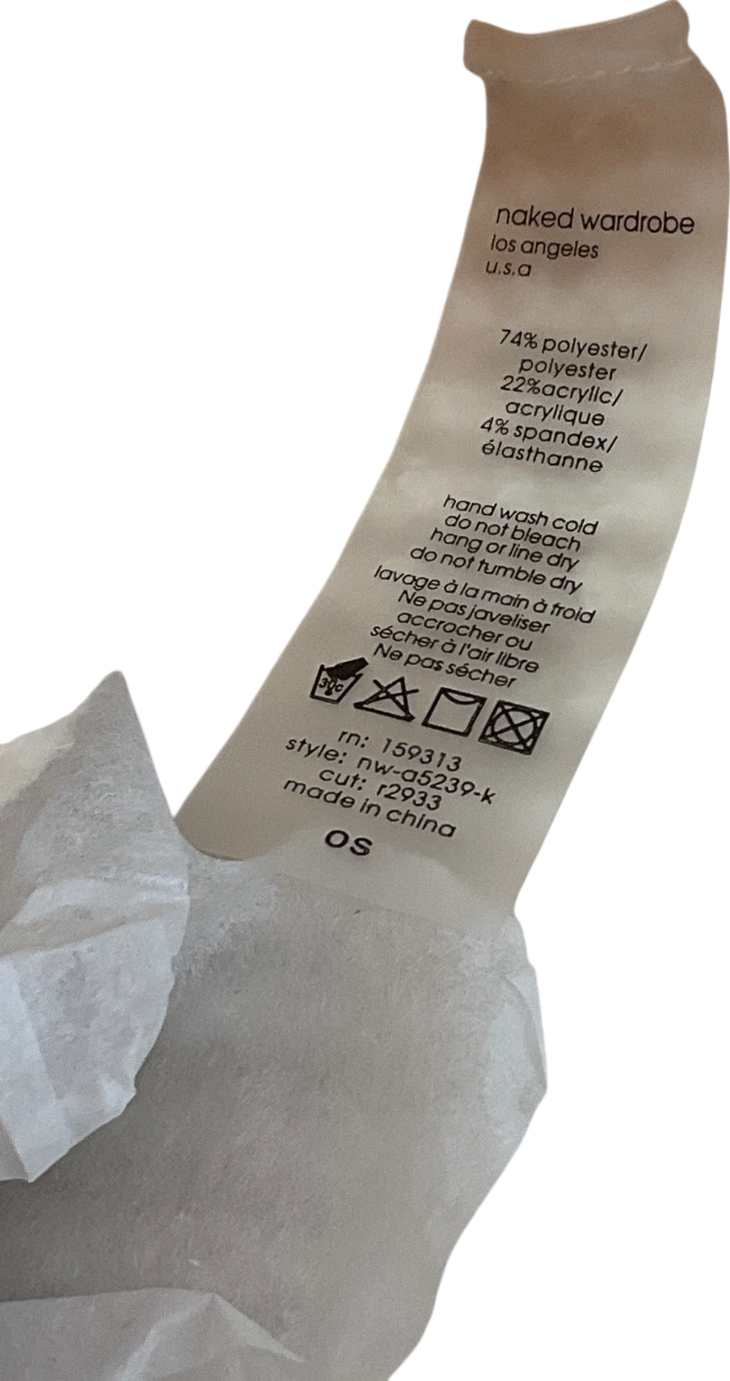 naked wardrobe
los angeles
u.s.a
74% polyester/
polyester
22%acrylic/
acrylique
4% spandex/
élasthanne
hand wash cold
do not bleach
hang or line dry
do not tumble dry
lavage à la main à froid
Ne pas javeliser
accrocher ou
sécher à l'air libre
Ne pas sécher
30c
rn: 159313
style: nw-a5239-k
cut: r2933
made in china
OS